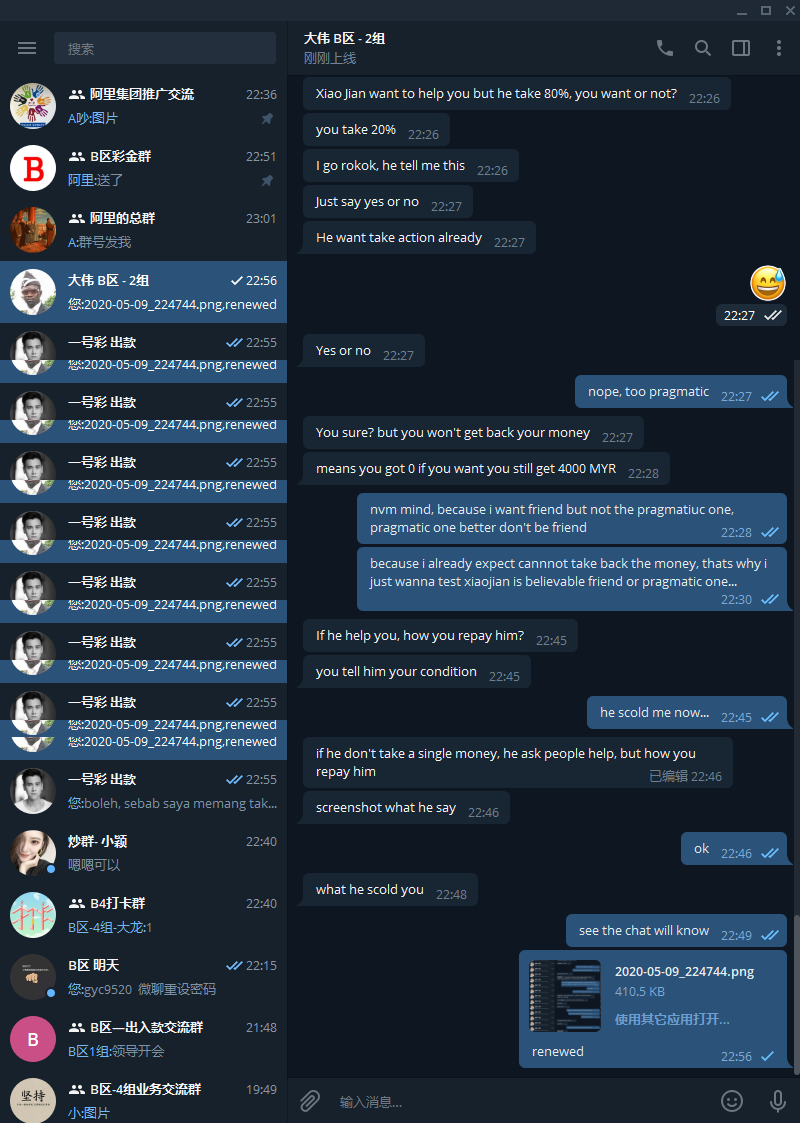 搜索
阿里集团推广交流 22:36
A吵:图片
B
B区彩金群 22:51
阿里:送了
阿里的总群 23:01
A:群号发我
大伟 B区 - 2组 22:56
您:2020-05-09_224744.png,renewed
一号彩 出款 22:55
您:2020-05-09_224744.png,renewed
一号彩 出款 22:55
您:2020-05-09_224744.png,renewed
一号彩 出款 22:55
您:2020-05-09_224744.png,renewed
一号彩 出款 22:55
您:2020-05-09_224744.png,renewed
一号彩 出款 22:55
您:2020-05-09_224744.png,renewed
一号彩 出款 22:55
您:2020-05-09_224744.png,renewed
一号彩 出款 22:55
您:2020-05-09_224744.png,renewed
您:2020-05-09_224744.png,renewed
一号彩 出款 22:55
您:boleh, sebab saya memang tak...
炒群- 小颖 22:40
嗯嗯可以
B4打卡群 22:40
B区-4组-大龙:1
B区 明天 22:15
您:gyc9520 微聊重设密码
B
B区—出入款交流群 21:48
B区1组:领导开会
坚持
B区-4组业务交流群 19:49
小:图片
大伟 B区 - 2组
刚刚上线
Xiao Jian want to help you but he take 80%, you want or not? 22:26
you take 20% 22:26
I go rokok, he tell me this 22:26
Just say yes or no 22:27
He want take action already 22:27
22:27
Yes or no 22:27
nope, too pragmatic 22:27
You sure? but you won't get back your money 22:27
means you got 0 if you want you still get 4000 MYR 22:28
nvm mind, because i want friend but not the pragmatiuc one,
pragmatic one better don't be friend 22:28
because i already expect cannnot take back the money, thats why i
just wanna test xiaojian is believable friend or pragmatic one...
22:30
If he help you, how you repay him? 22:45
you tell him your condition 22:45
he scold me now... 22:45
if he don't take a single money, he ask people help, but how you
repay him 已编辑 22:46
screenshot what he say 22:46
ok 22:46
what he scold you 22:48
see the chat will know 22:49
2020-05-09_224744.png
410.5 KB
使用其它应用打开...
renewed 22:56
输入消息...